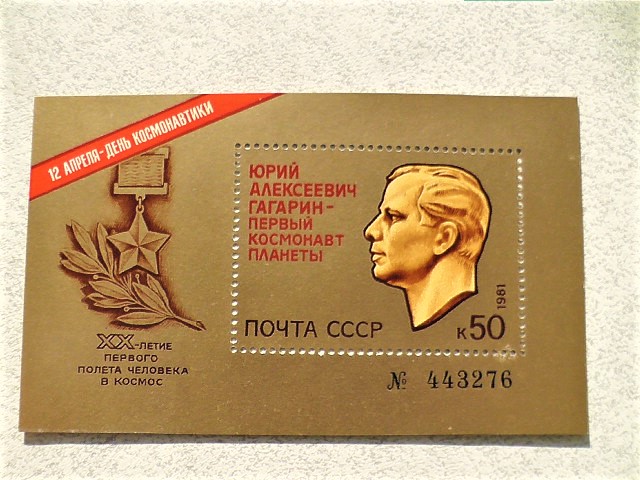 12 АПРЕЛЯ-ДЕНЬ КОСМОНАВТИКИ
ЮРИЙ
АЛЕКСЕЕВИЧ
ГАГАРИН-
ПЕРВЫЙ
КОСМОНАВТ
ПЛАНЕТЫ
1981
ПОЧТА СССР
К50
XX-ЛЕТИЕ
ПЕРВОГО
ПОЛЕТА ЧЕЛОВЕКА
В КОСМОС
№ 443276